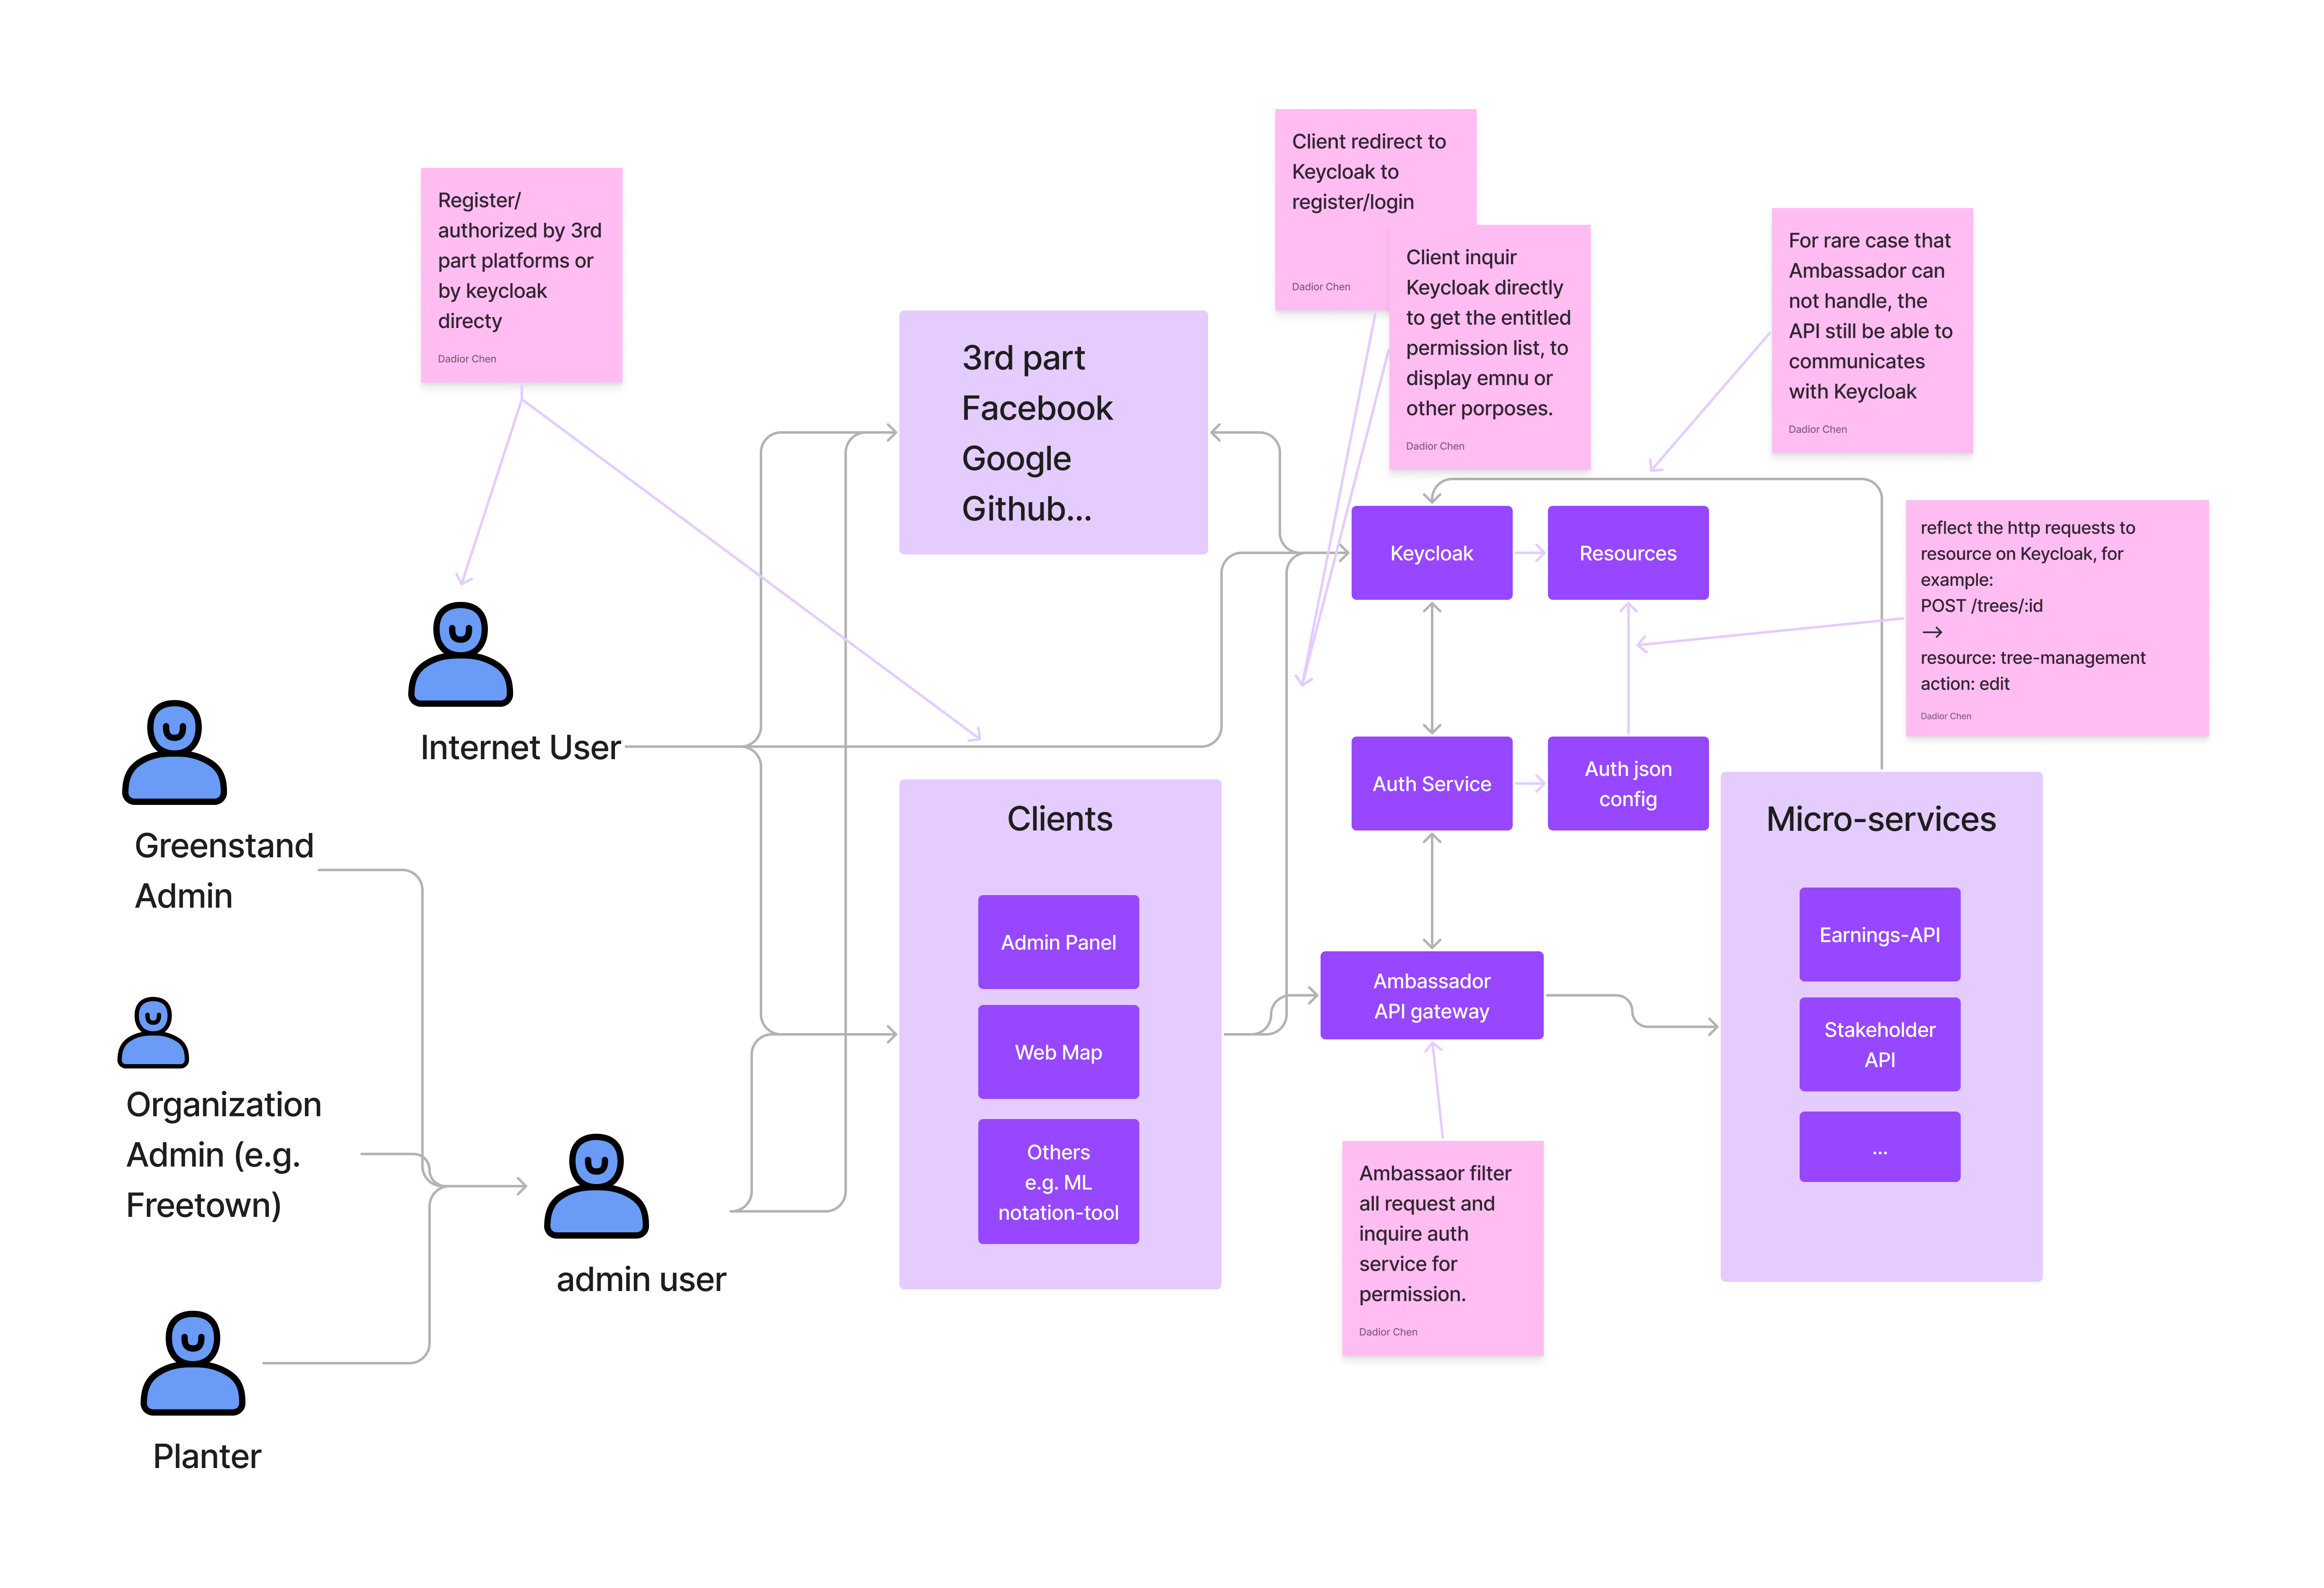 Client redirect to
Keycloak to
register/login
Dadior Chen
Register/
authorized by 3rd
part platforms or
by keycloak
directy
Dadior Chen
Client inquir
Keycloak directly
to get the entitled
permission list, to
display emnu or
other porposes.
Dadior Chen
For rare case that
Ambassador can
not handle, the
API still be able to
communicates
with Keycloak
Dadior Chen
3rd part
Facebook
Google
Github...
Keycloak
Resources
reflect the http requests to
resource on Keycloak, for
example:
POST /trees/:id
→
resource: tree-management
action: edit
Dadior Chen
Internet User
Greenstand
Admin
Organization
Admin (e.g.
Freetown)
Planter
admin user
Clients
Admin Panel
Web Map
Others
e.g. ML
notation-tool
Auth Service
Auth json
config
Ambassador
API gateway
Ambassaor filter
all request and
inquire auth
service for
permission.
Dadior Chen
Micro-services
Earnings-API
Stakeholder
API
...